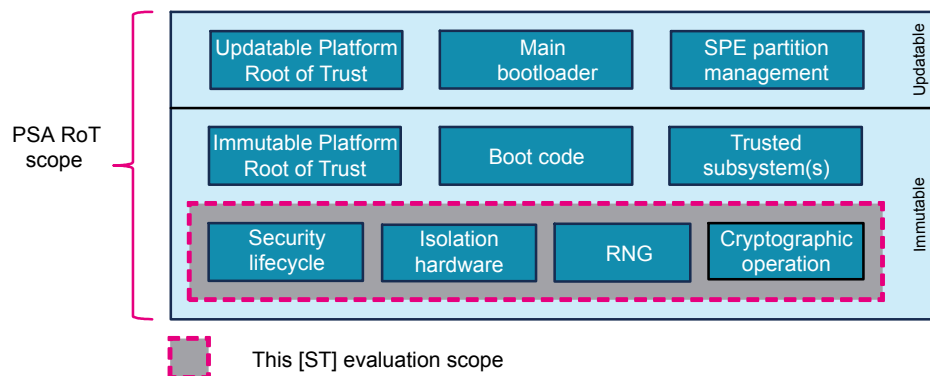 Updatable Platform
Root of Trust
Main
bootloader
SPE partition
management
Updatable
PSA RoT
scope
Immutable Platform
Root of Trust
Boot code
Trusted
subsystem(s)
Immutable
Security
lifecycle
Isolation
hardware
RNG
Cryptographic
operation
This [ST] evaluation scope